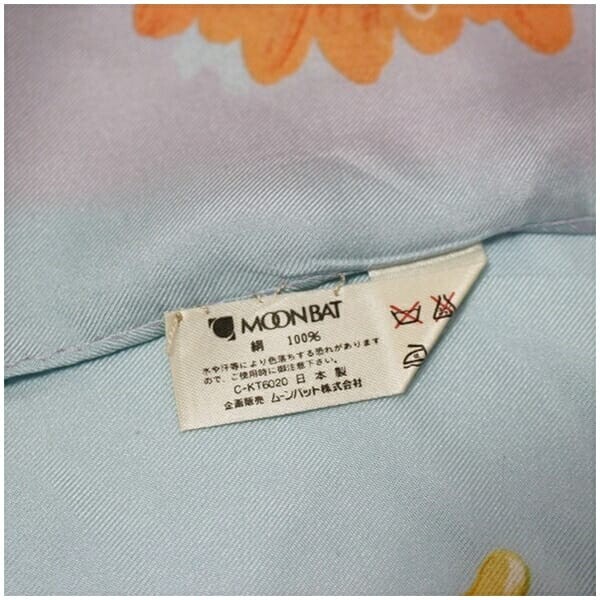 MOONBAT
絹 100%
水や汗等により色落ちする恐れがあります
ので、ご使用時に御注意下さい。
C-KT6020 日本製
企画販売 ムーンバット株式会社